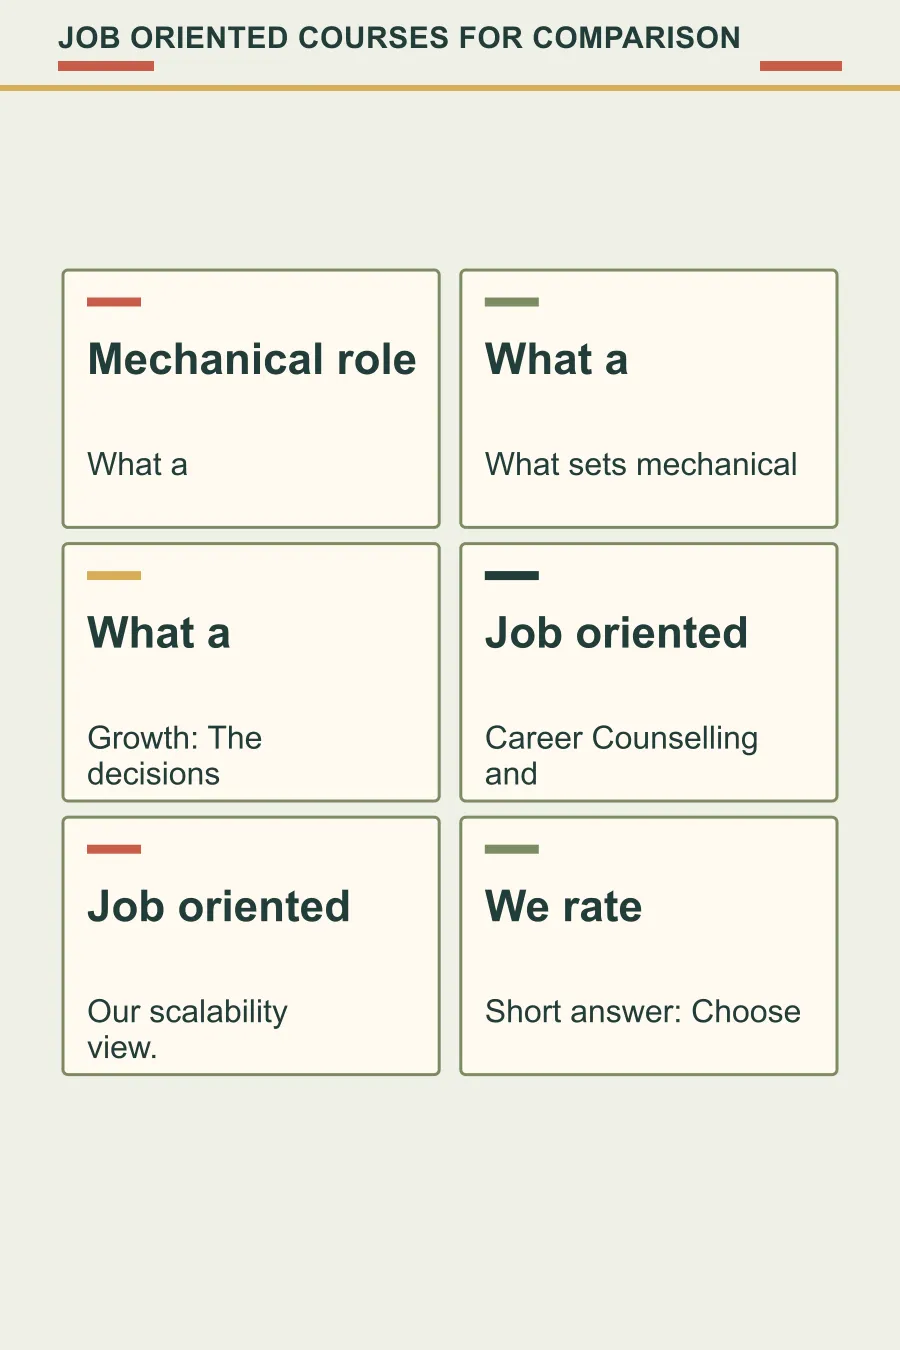 JOB ORIENTED COURSES FOR COMPARISON
Mechanical role
What a
What a
What sets mechanical
What a
Growth: The
decisions
Job oriented
Career Counselling
and
Job oriented
Our scalability
view.
We rate
Short answer: Choose